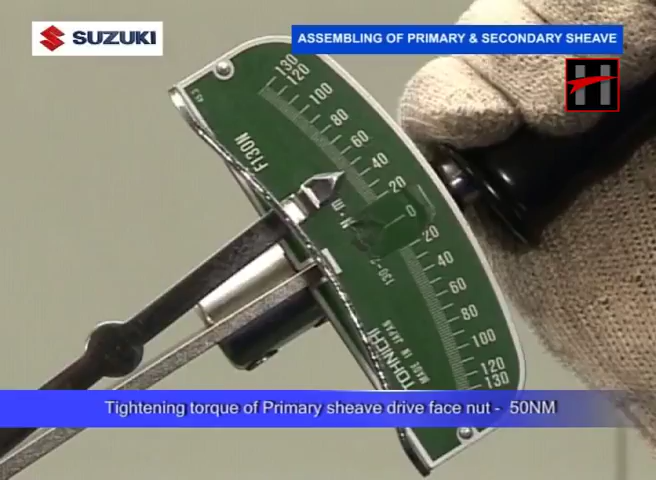 SUZUKI
ASSEMBLING OF PRIMARY & SECONDARY SHEAVE
H
130
120
100
80
60
40
20
0
20
40
60
80
100
120
130
F130N
N·m
TOHNICHI
MADE IN JAPAN
Tightening torque of Primary sheave drive face nut - 50NM